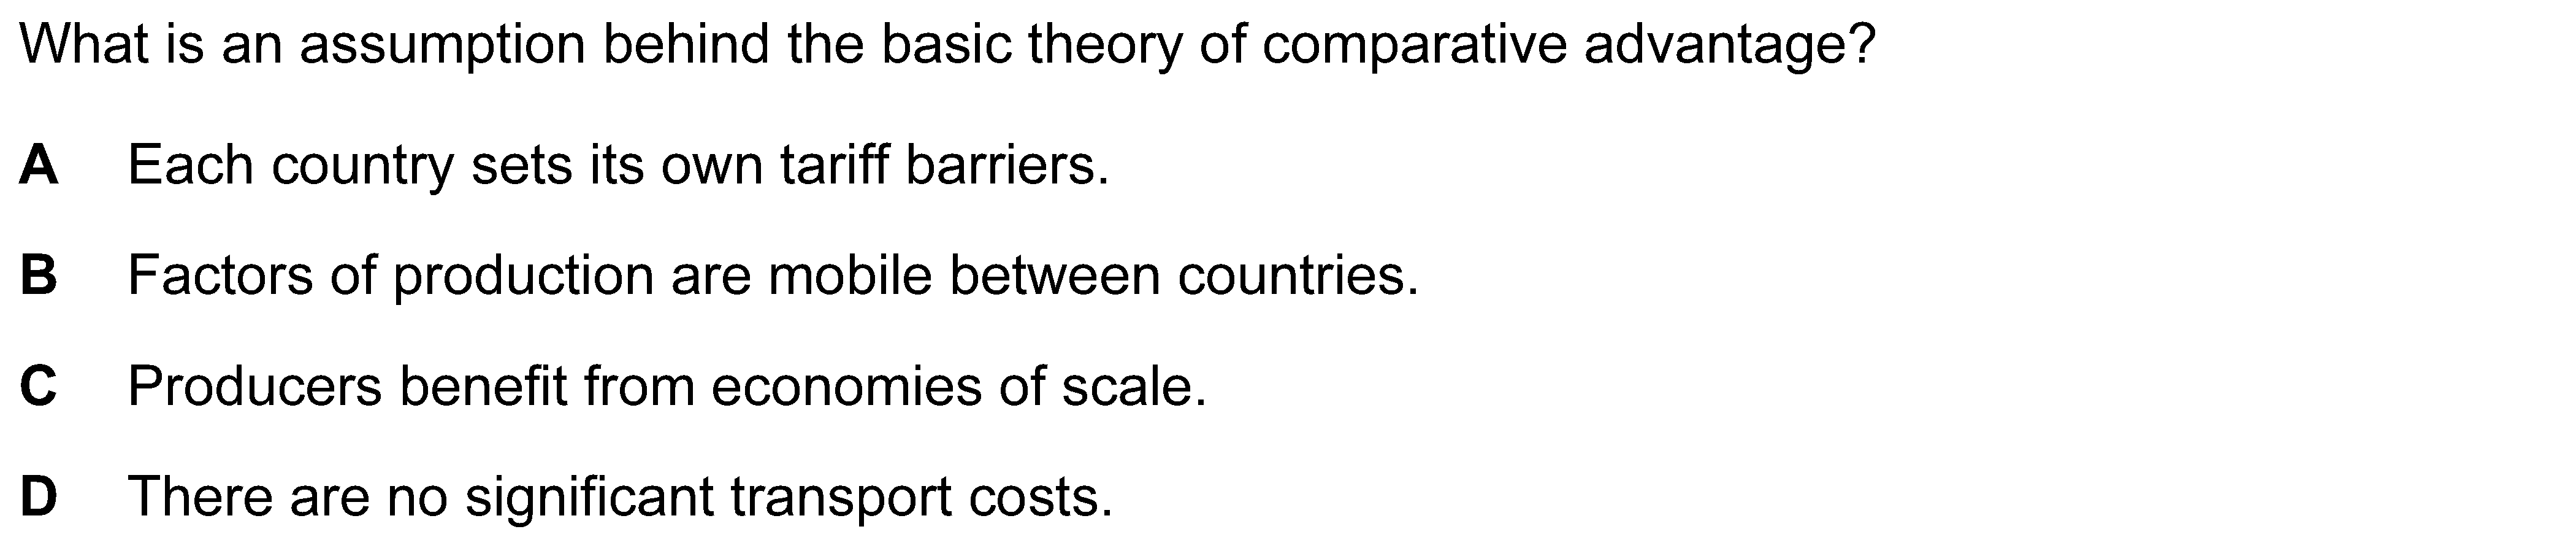 What is an assumption behind the basic theory of comparative advantage?
A Each country sets its own tariff barriers.
B Factors of production are mobile between countries.
C Producers benefit from economies of scale.
D There are no significant transport costs.